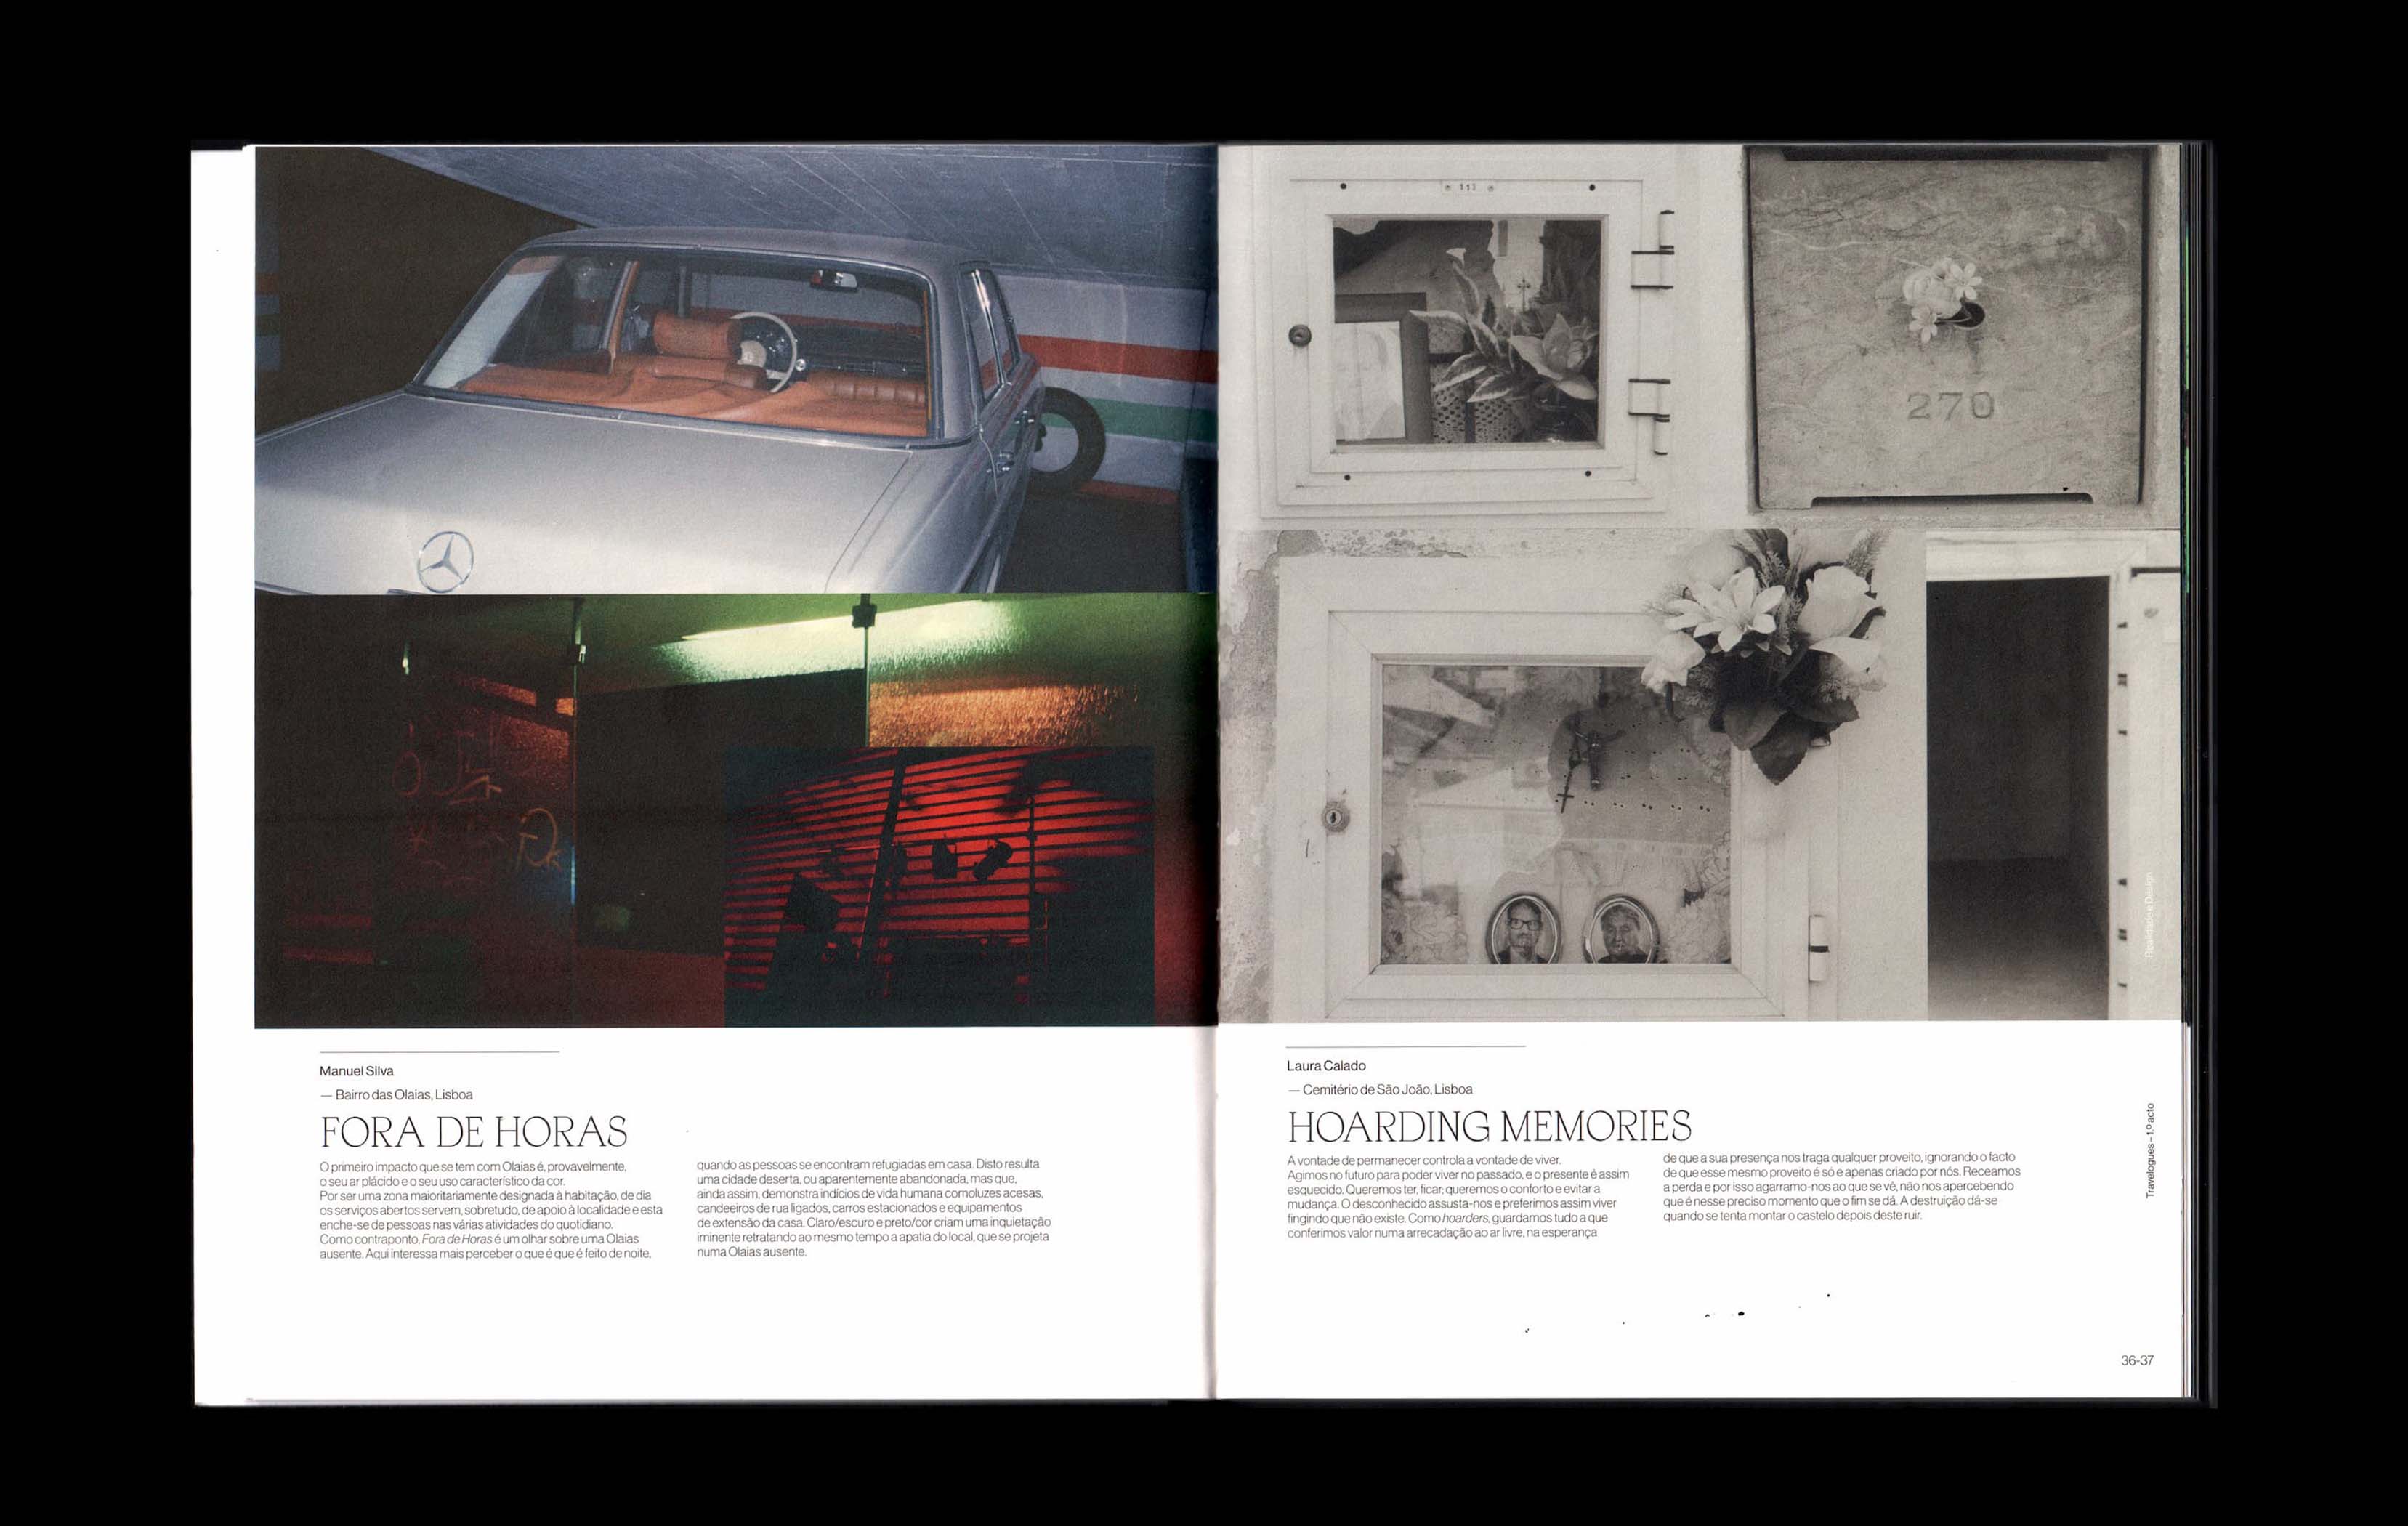 113
270
Realidade e Design
Manuel Silva
— Bairro das Olaias, Lisboa
FORA DE HORAS
O primeiro impacto que se tem com Olaias é, provavelmente,
o seu ar plácido e o seu uso característico da cor.
Por ser uma zona maioritariamente designada à habitação, de dia
os serviços abertos servem, sobretudo, de apoio à localidade e esta
enche-se de pessoas nas várias atividades do quotidiano.
Como contraponto, Fora de Horas é um olhar sobre uma Olaias
ausente. Aqui interessa mais perceber o que é que é feito de noite,
quando as pessoas se encontram refugiadas em casa. Disto resulta
uma cidade deserta, ou aparentemente abandonada, mas que,
ainda assim, demonstra indícios de vida humana comoluzes acesas,
candeeiros de rua ligados, carros estacionados e equipamentos
de extensão da casa. Claro/escuro e preto/cor criam uma inquietação
iminente retratando ao mesmo tempo a apatia do local, que se projeta
numa Olaias ausente.
Laura Calado
— Cemitério de São João, Lisboa
HOARDING MEMORIES
A vontade de permanecer controla a vontade de viver.
Agimos no futuro para poder viver no passado, e o presente é assim
esquecido. Queremos ter, ficar, queremos o conforto e evitar a
mudança. O desconhecido assusta-nos e preferimos assim viver
fingindo que não existe. Como hoarders, guardamos tudo a que
conferimos valor numa arrecadação ao ar livre, na esperança
de que a sua presença nos traga qualquer proveito, ignorando o facto
de que esse mesmo proveito é só e apenas criado por nós. Receamos
a perda e por isso agarramo-nos ao que se vê, não nos apercebendo
que é nesse preciso momento que o fim se dá. A destruição dá-se
quando se tenta montar o castelo depois deste ruir.
Travelogues – 1.º acto
36-37